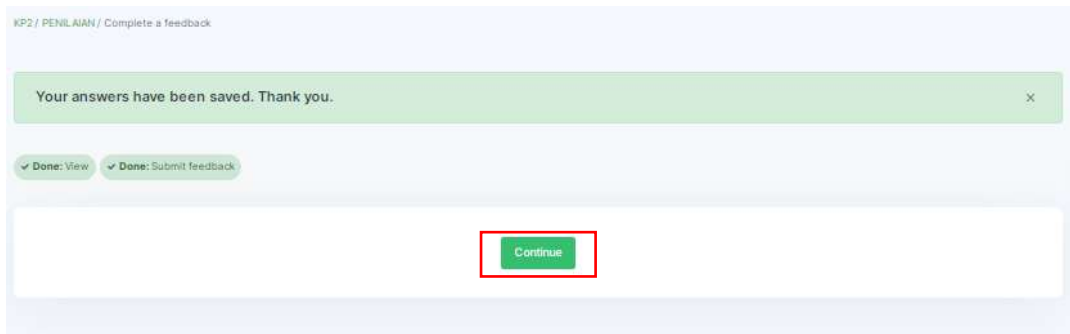 KP2 / PENILAIAN / Complete a feedback
Your answers have been saved. Thank you. ×
✓ Done: View ✓ Done: Submit feedback
Continue